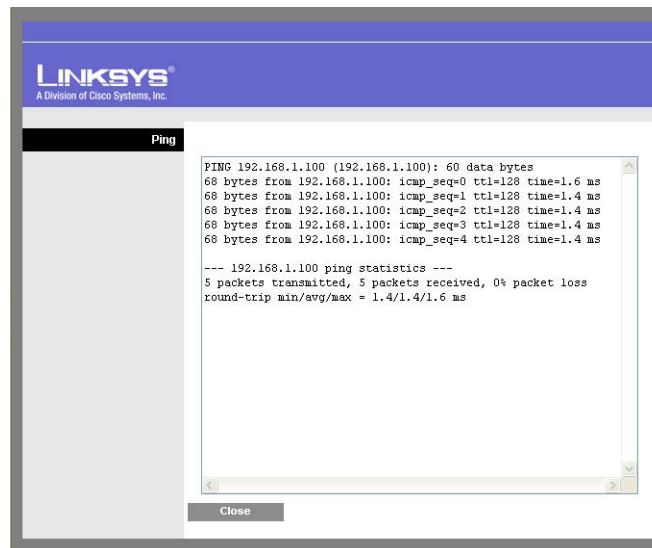 LINKSYS®
A Division of Cisco Systems, Inc.
Ping
PING 192.168.1.100 (192.168.1.100): 60 data bytes
68 bytes from 192.168.1.100: icmp_seq=0 ttl=128 time=1.6 ms
68 bytes from 192.168.1.100: icmp_seq=1 ttl=128 time=1.4 ms
68 bytes from 192.168.1.100: icmp_seq=2 ttl=128 time=1.4 ms
68 bytes from 192.168.1.100: icmp_seq=3 ttl=128 time=1.4 ms
68 bytes from 192.168.1.100: icmp_seq=4 ttl=128 time=1.4 ms
--- 192.168.1.100 ping statistics ---
5 packets transmitted, 5 packets received, 0% packet loss
round-trip min/avg/max = 1.4/1.4/1.6 ms
Close